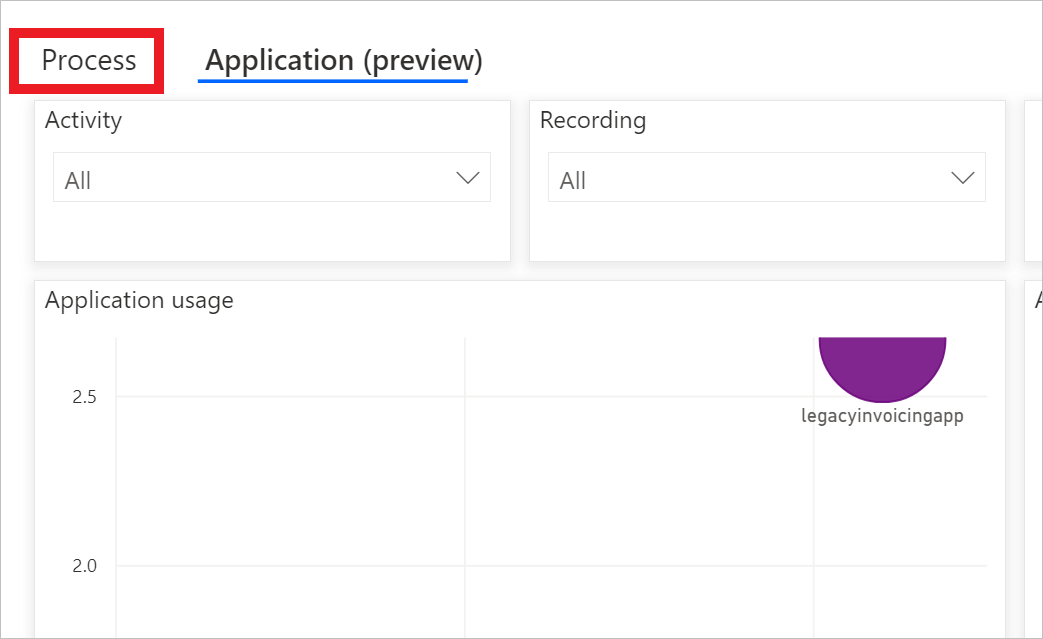 Process
Application (preview)
Activity
Recording
All
All
Application usage
2.5
legacyinvoicingapp
2.0